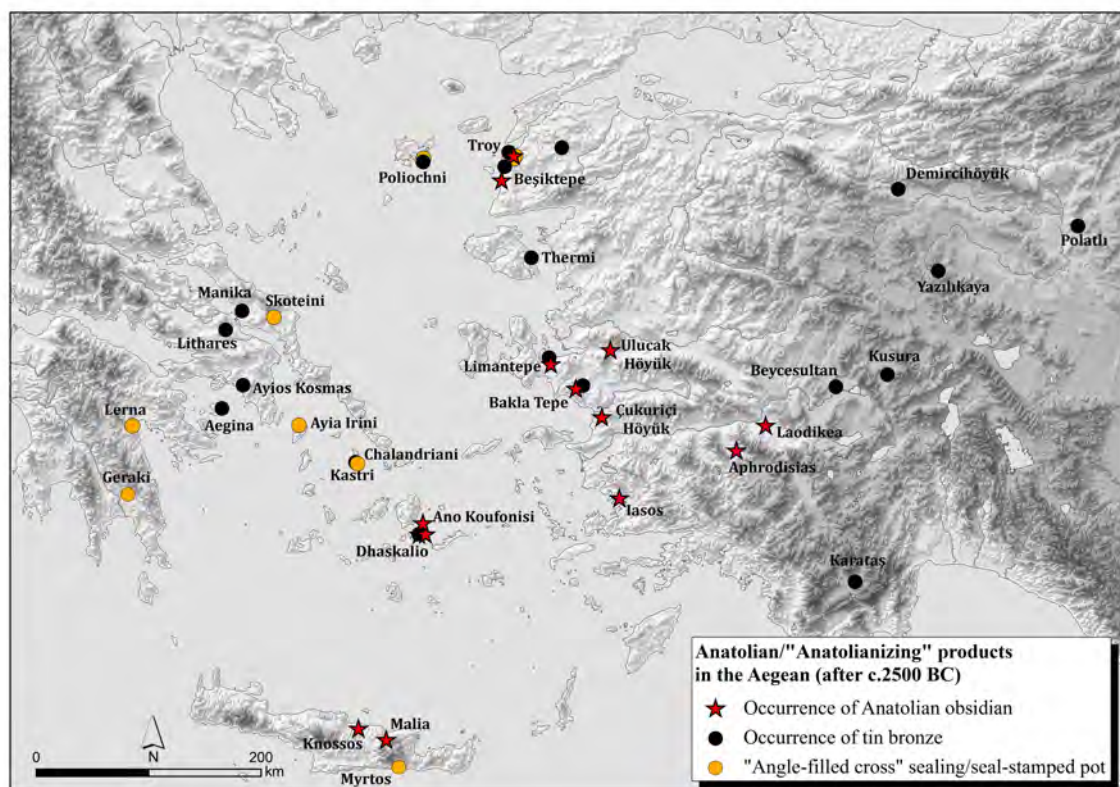 Troy
Poliochni
Beşiktepe
Demircihöyük
Polatlı
Thermi
Yazılıkaya
Manika
Skoteini
Lithares
Uluçak
Höyük
Limantepe
Kusura
Beycesultan
Ayios Kosmas
Bakla Tepe
Lerna
Aegina
Ayia Irini
Çukuriçi
Höyük
Laodikea
Chalandriani
Kastri
Aphrodisias
Geraki
Iasos
Ano Koufonisi
Dhaskalio
Karataş
Malia
Knossos
Myrtos
N
0 200
km
Anatolian/"Anatolianizing" products
in the Aegean (after c.2500 BC)
Occurrence of Anatolian obsidian
Occurrence of tin bronze
"Angle-filled cross" sealing/seal-stamped pot